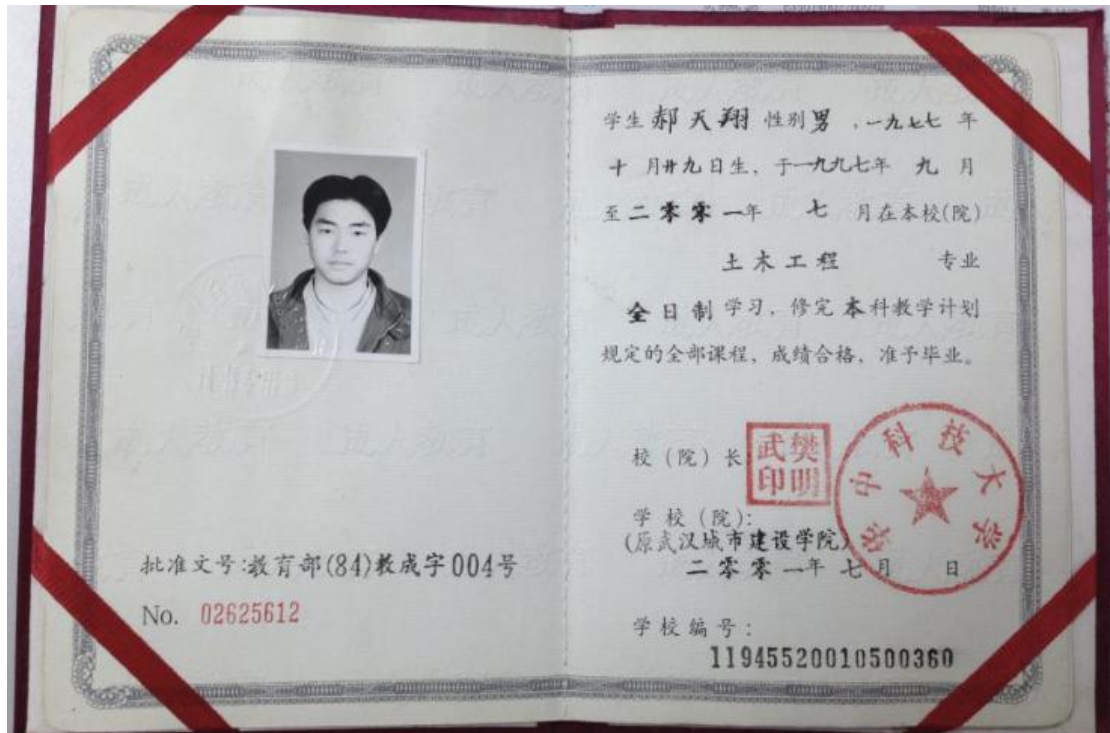 批准文号:教育部(84)教成字004号
No. 02625612
学生 郝天翔 性别 男 ,一九七七 年
十 月廿九日生, 于一九九七年 九 月
至二零零一年 七 月在本校(院)
土木工程 专业
全日制 学习, 修完 本科教学计划
规定的全部课程, 成绩合格, 准予毕业。
校 (院) 长
樊明武印
学 校 (院):
(原武汉城市建设学院)
华中科技大学
二零零一年 七 月 日
学 校 编 号:
11945520010500360
成人教育